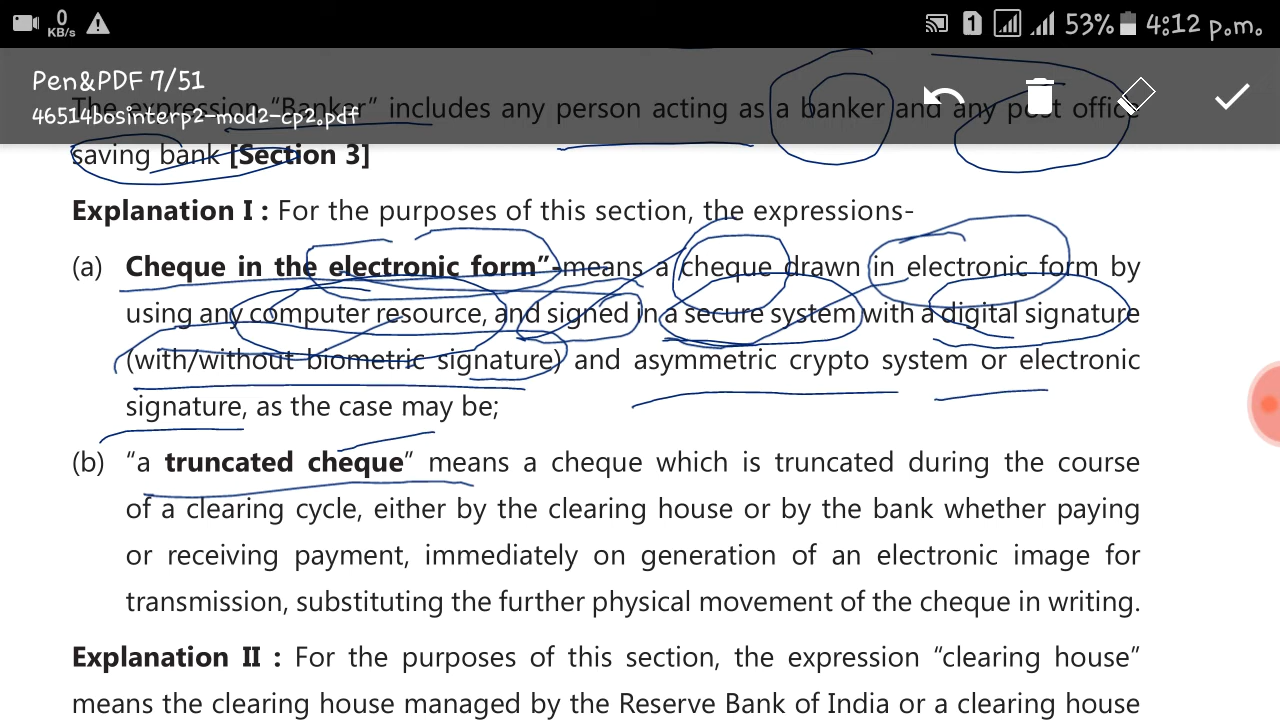 0
KB/s
1
53%
4:12 p.m.
Pen&PDF 7/51
46514bosinterp2-mod2-cp2.pdf
The expression “Banker” includes any person acting as a banker and any post office
saving bank [Section 3]
Explanation I : For the purposes of this section, the expressions-
(a) Cheque in the electronic form”-means a cheque drawn in electronic form by
using any computer resource, and signed in a secure system with a digital signature
(with/without biometric signature) and asymmetric crypto system or electronic
signature, as the case may be;
(b) “a truncated cheque” means a cheque which is truncated during the course
of a clearing cycle, either by the clearing house or by the bank whether paying
or receiving payment, immediately on generation of an electronic image for
transmission, substituting the further physical movement of the cheque in writing.
Explanation II : For the purposes of this section, the expression “clearing house”
means the clearing house managed by the Reserve Bank of India or a clearing house